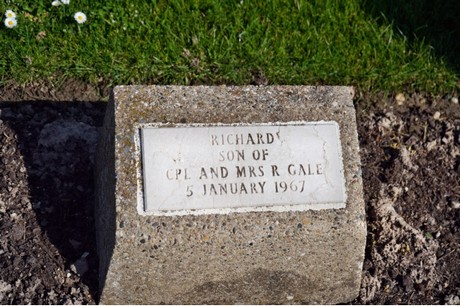 RICHARD
SON OF
CPL AND MRS R GALE
5 JANUARY 1967